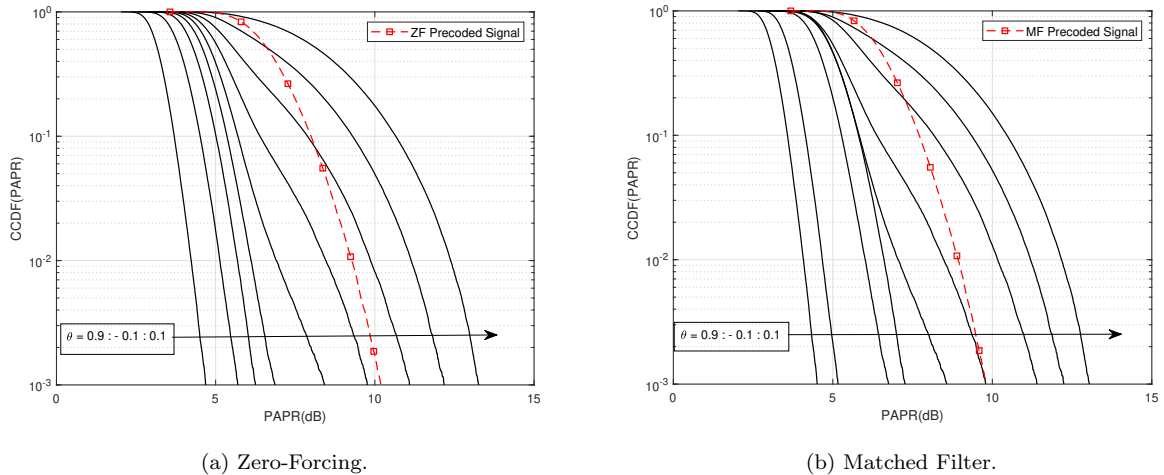 CCDF(PAPR)
10^0
10^-1
10^-2
10^-3
ZF Precoded Signal
θ = 0.9 : - 0.1 : 0.1
0 5 10 15
PAPR(dB)
(a) Zero-Forcing.
CCDF(PAPR)
10^0
10^-1
10^-2
10^-3
MF Precoded Signal
θ = 0.9 : - 0.1 : 0.1
0 5 10 15
PAPR(dB)
(b) Matched Filter.